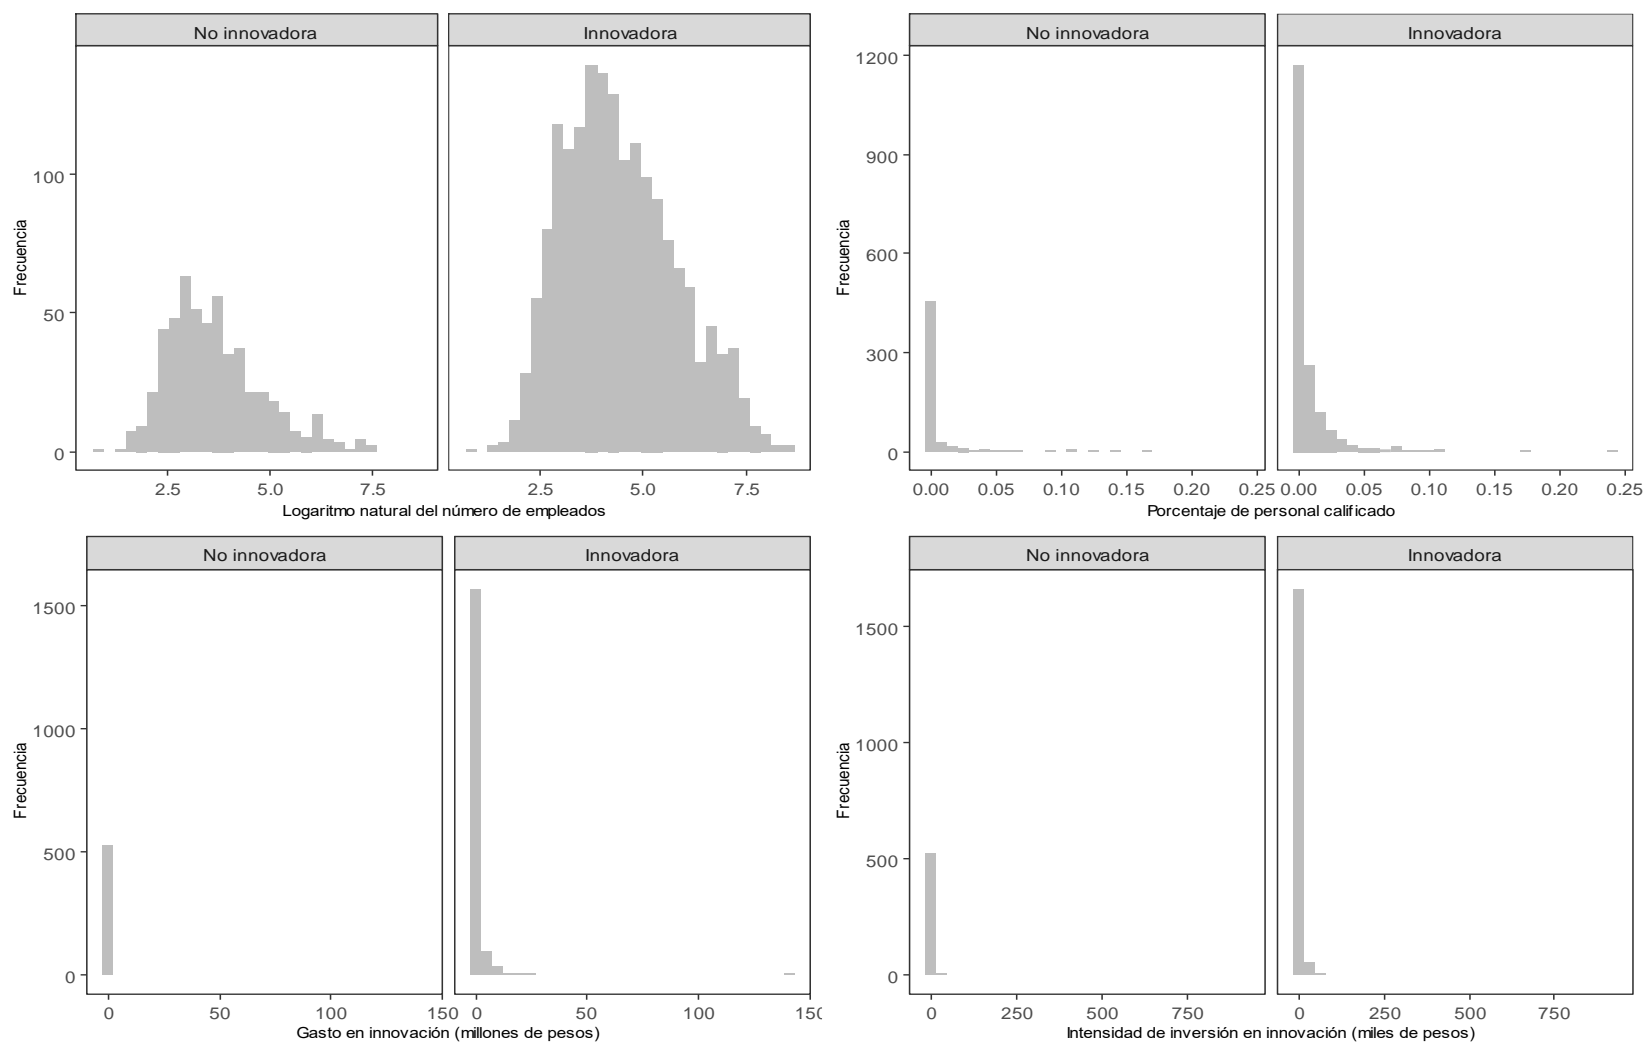 No innovadora
Innovadora
Frecuencia
100
50
0
2.5 5.0 7.5 2.5 5.0 7.5
Logaritmo natural del número de empleados
No innovadora
Innovadora
Frecuencia
1200
900
600
300
0
0.00 0.05 0.10 0.15 0.20 0.25 0.00 0.05 0.10 0.15 0.20 0.25
Porcentaje de personal calificado
No innovadora
Innovadora
Frecuencia
1500
1000
500
0
0 50 100 150 0 50 100 150
Gasto en innovación (millones de pesos)
No innovadora
Innovadora
Frecuencia
1500
1000
500
0
0 250 500 750 0 250 500 750
Intensidad de inversión en innovación (miles de pesos)